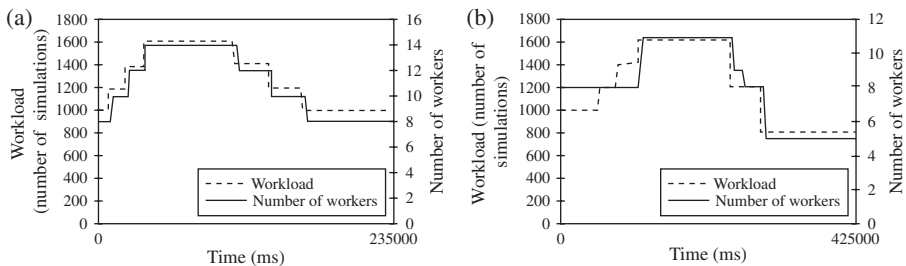 (a)
1800
1600
1400
1200
1000
800
600
400
200
0
Workload
(number of simulations)
16
14
12
10
8
6
4
2
0
Number of workers
Workload
Number of workers
0
235000
Time (ms)
(b)
1800
1600
1400
1200
1000
800
600
400
200
0
Workload (number of
simulations)
12
10
8
6
4
2
0
Number of workers
Workload
Number of workers
0
425000
Time (ms)